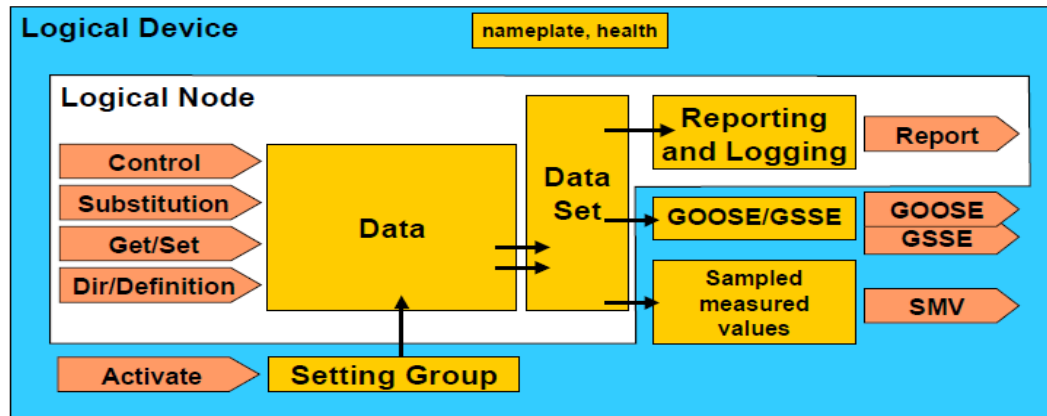 Logical Device
nameplate, health
Logical Node
Control
Substitution
Get/Set
Dir/Definition
Data
Data
Set
Reporting
and Logging
Report
GOOSE/GSSE
GOOSE
GSSE
Sampled
measured
values
SMV
Activate
Setting Group